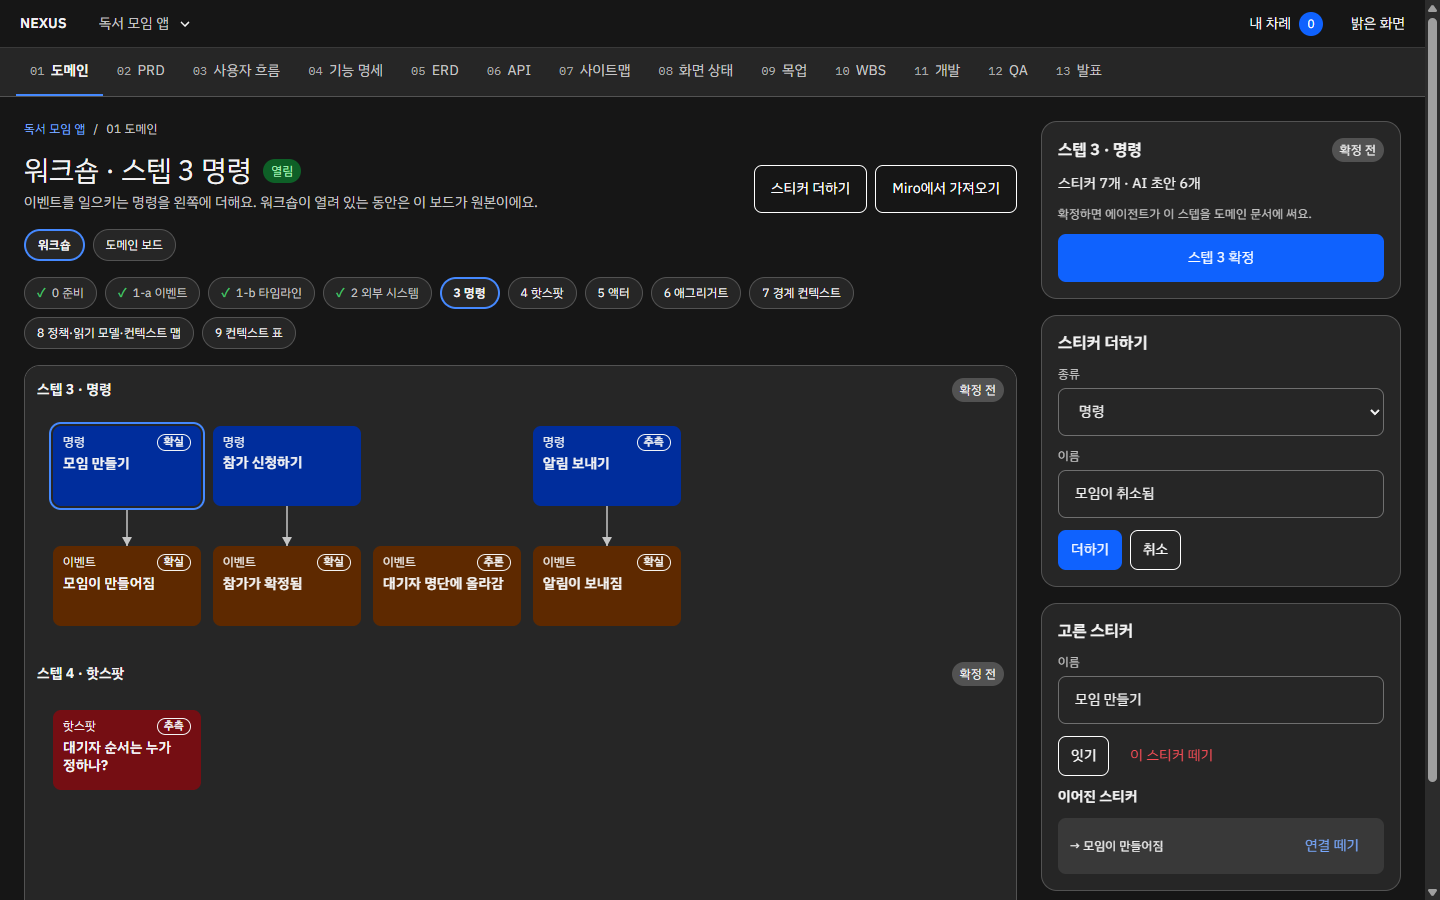 NEXUS 독서 모임 앱 내 차례 0 밝은 화면
01 도메인 02 PRD 03 사용자 흐름 04 기능 명세 05 ERD 06 API 07 사이트맵 08 화면 상태 09 목업 10 WBS 11 개발 12 QA 13 발표
독서 모임 앱 / 01 도메인
워크숍 · 스텝 3 명령 열림
이벤트를 일으키는 명령을 왼쪽에 더해요. 워크숍이 열려 있는 동안은 이 보드가 원본이에요.
스티커 더하기 Miro에서 가져오기
워크숍 도메인 보드
✓ 0 준비 ✓ 1-a 이벤트 ✓ 1-b 타임라인 ✓ 2 외부 시스템 3 명령 4 핫스팟 5 액터 6 애그리거트 7 경계 컨텍스트
8 정책·읽기 모델·컨텍스트 맵 9 컨텍스트 표
스텝 3 · 명령 확정 전
명령 확실
모임 만들기
명령
참가 신청하기
명령 추측
알림 보내기
이벤트 확실
모임이 만들어짐
이벤트 확실
참가가 확정됨
이벤트 추론
대기자 명단에 올라감
이벤트 확실
알림이 보내짐
스텝 4 · 핫스팟 확정 전
핫스팟 추측
대기자 순서는 누가
정하나?
스텝 3 · 명령 확정 전
스티커 7개 · AI 초안 6개
확정하면 에이전트가 이 스텝을 도메인 문서에 써요.
스텝 3 확정
스티커 더하기
종류
명령
이름
모임이 취소됨
더하기 취소
고른 스티커
이름
모임 만들기
잇기 이 스티커 떼기
이어진 스티커
→ 모임이 만들어짐 연결 떼기